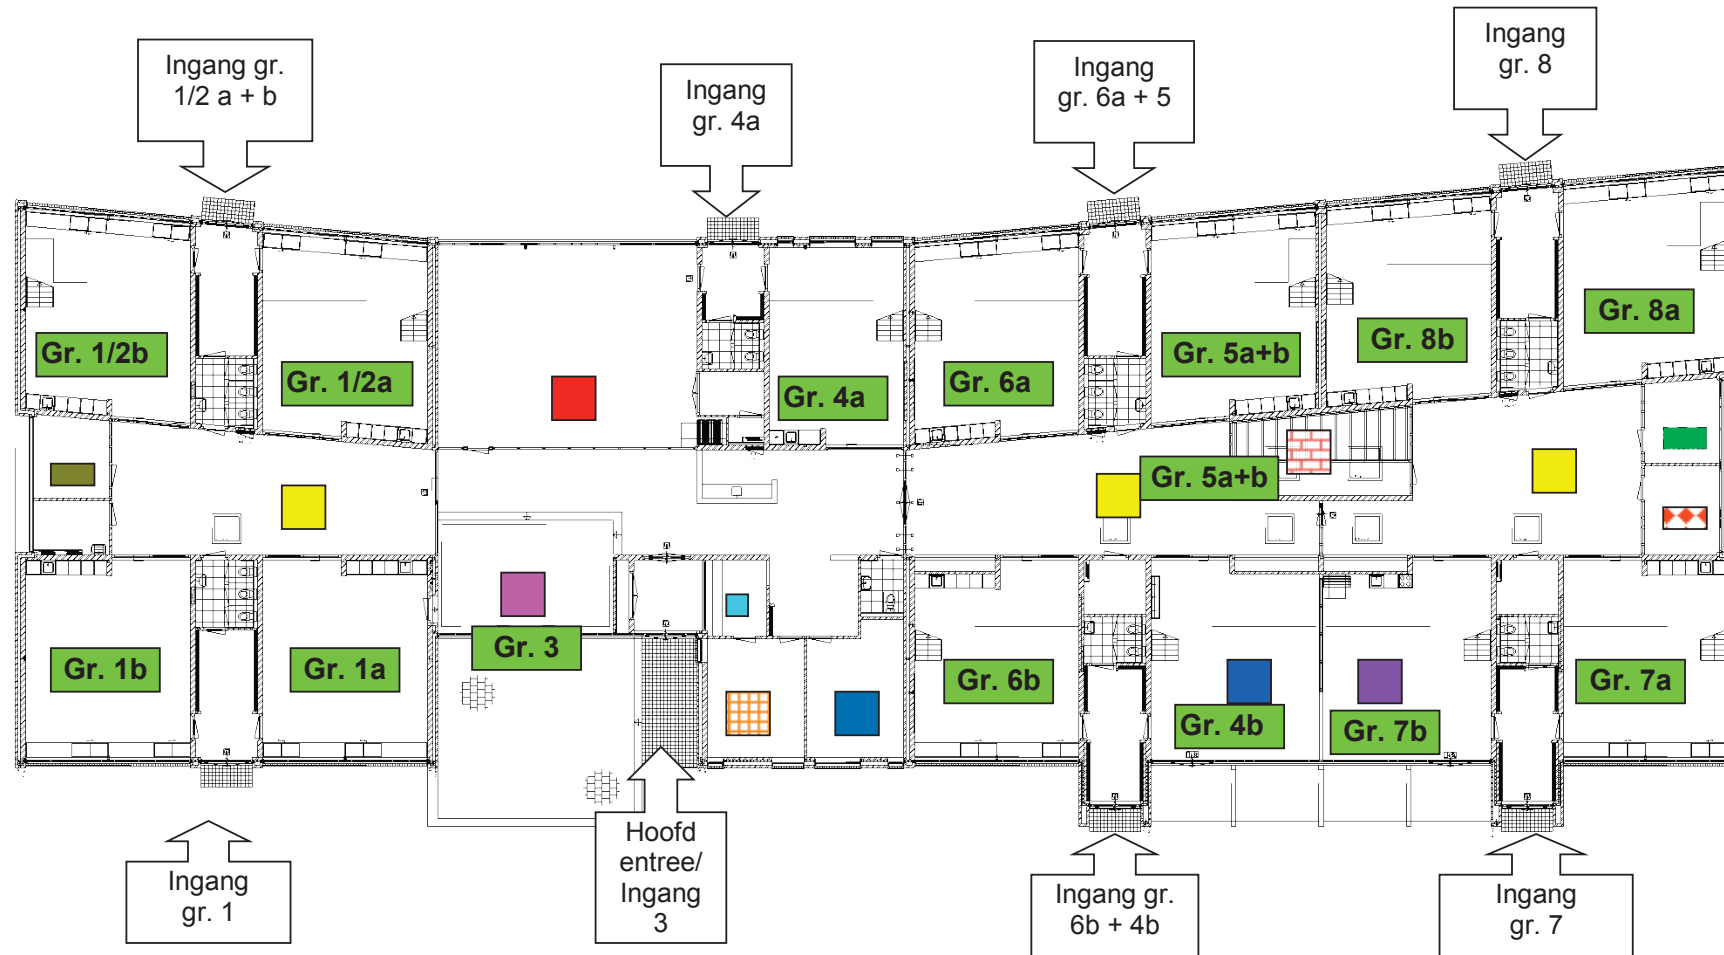 Ingang gr.
1/2 a + b
Ingang
gr. 4a
Ingang
gr. 6a + 5
Ingang
gr. 8
Gr. 1/2b
Gr. 1/2a
Gr. 4a
Gr. 6a
Gr. 5a+b
Gr. 8b
Gr. 8a
Gr. 5a+b
Gr. 1b
Gr. 1a
Gr. 3
Gr. 6b
Gr. 4b
Gr. 7b
Gr. 7a
Ingang
gr. 1
Hoofd
entree/
Ingang
3
Ingang gr.
6b + 4b
Ingang
gr. 7